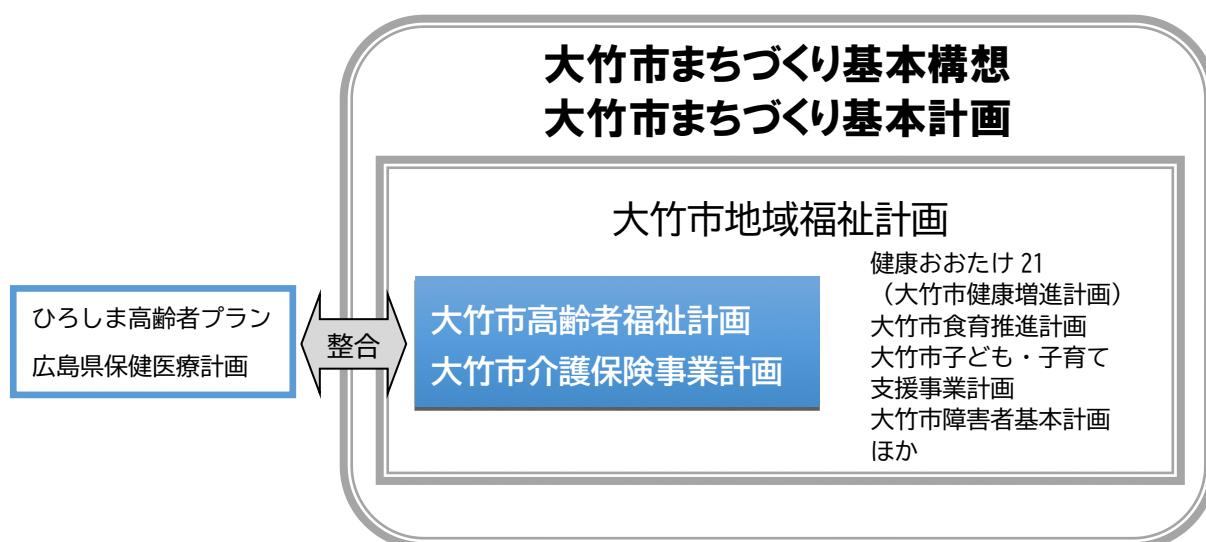 大竹市まちづくり基本構想
大竹市まちづくり基本計画
大竹市地域福祉計画
ひろしま高齢者プラン
広島県保健医療計画
整合
大竹市高齢者福祉計画
大竹市介護保険事業計画
健康おおたけ 21
（大竹市健康増進計画）
大竹市食育推進計画
大竹市子ども・子育て
支援事業計画
大竹市障害者基本計画
ほか